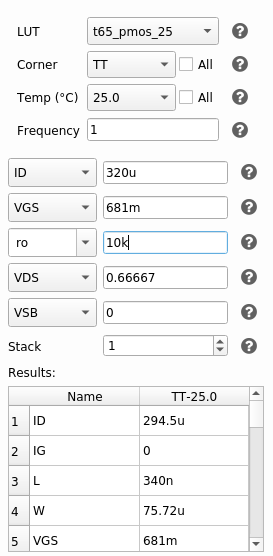 LUT t65_pmos_25 ?
Corner TT All ?
Temp (°C) 25.0 All ?
Frequency 1 ?
ID 320u ?
VGS 681m ?
ro 10k ?
VDS 0.66667 ?
VSB 0 ?
Stack 1 ?
Results:
Name TT-25.0
1 ID 294.5u
2 IG 0
3 L 340n
4 W 75.72m
5 VGS 681m